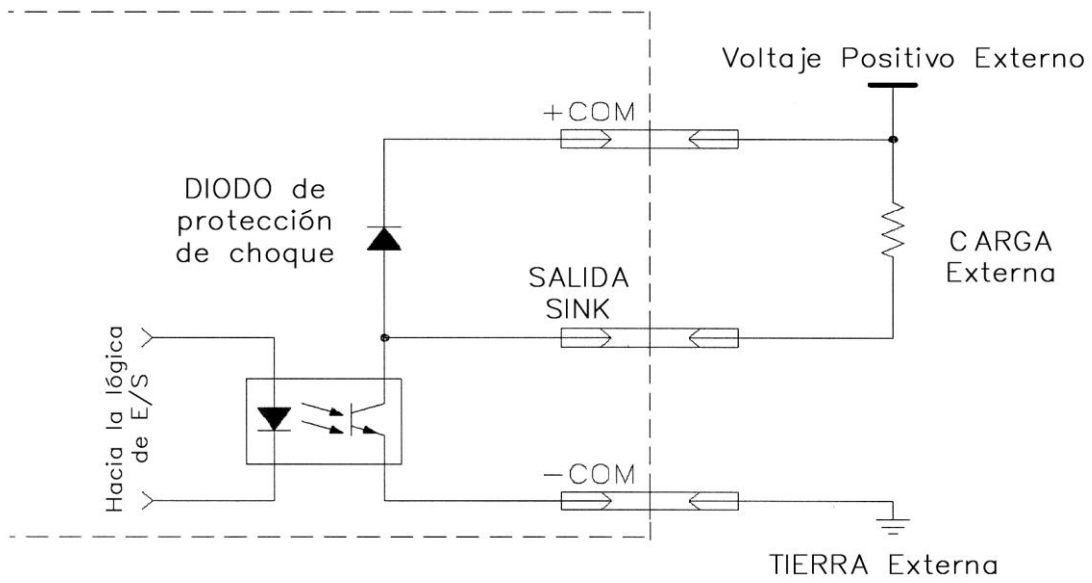 Voltaje Positivo Externo
+COM
DIODO de
protección
de choque
CARGA
Externa
SALIDA
SINK
Hacia la lógica
de E/S
-COM
TIERRA Externa